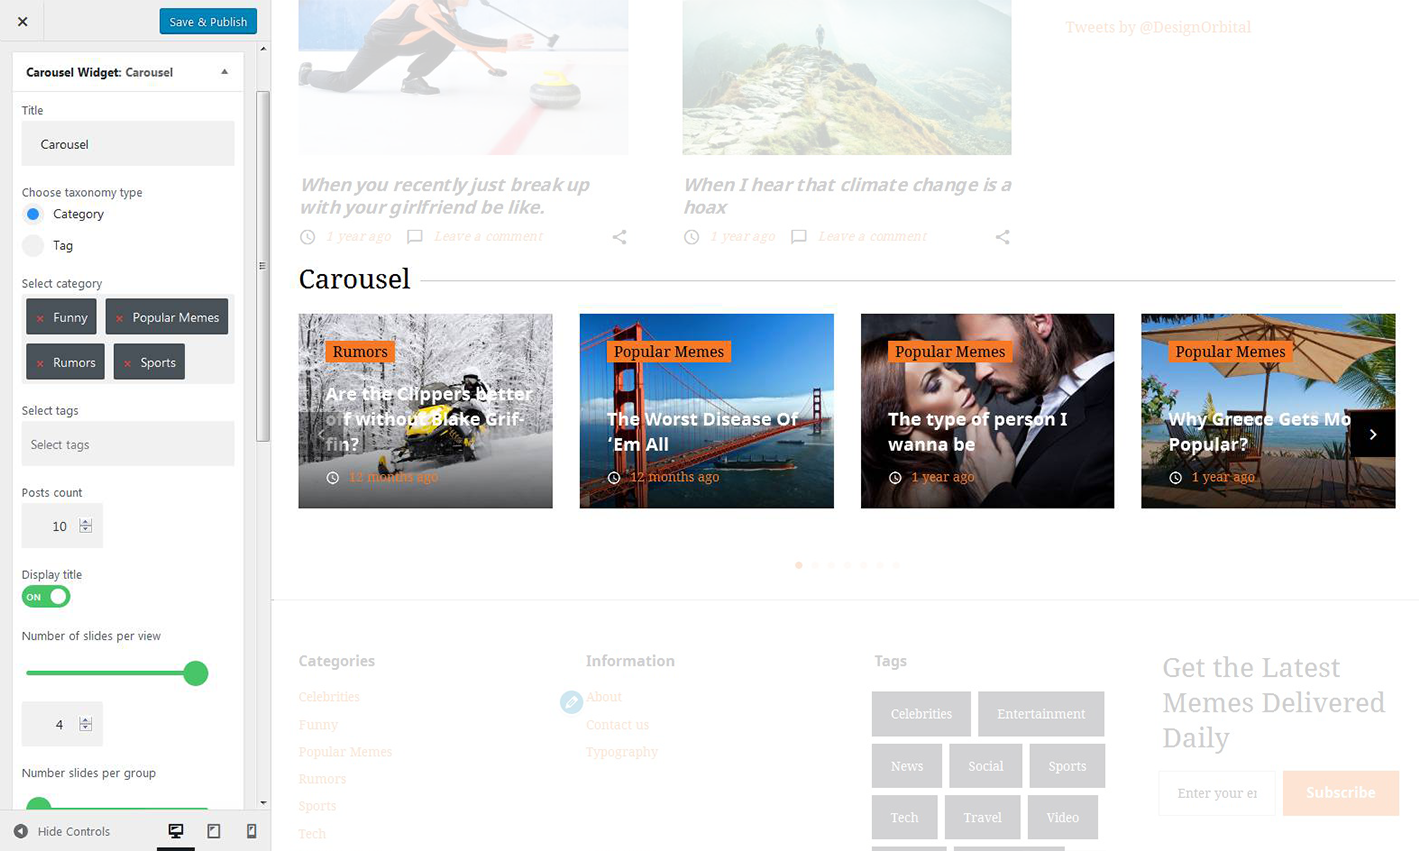 Save & Publish
Carousel Widget: Carousel
Title
Carousel
Choose taxonomy type
Category
Tag
Select category
× Funny
× Popular Memes
× Rumors
× Sports
Select tags
Select tags
Posts count
10
Display title
ON
Number of slides per view
4
Number slides per group
Hide Controls
Tweets by @DesignOrbital
When you recently just break up
with your girlfriend be like.
1 year ago
Leave a comment
When I hear that climate change is a
hoax
1 year ago
Leave a comment
Carousel
Rumors
Are the Clippers better
off without Blake Grif-
fin?
12 months ago
Popular Memes
The Worst Disease Of
‘Em All
12 months ago
Popular Memes
The type of person I
wanna be
1 year ago
Popular Memes
Why Greece Gets Mo
Popular?
1 year ago
Categories
Celebrities
Funny
Popular Memes
Rumors
Sports
Tech
Information
About
Contact us
Typography
Tags
Celebrities
Entertainment
News
Social
Sports
Tech
Travel
Video
Get the Latest
Memes Delivered
Daily
Enter your er
Subscribe